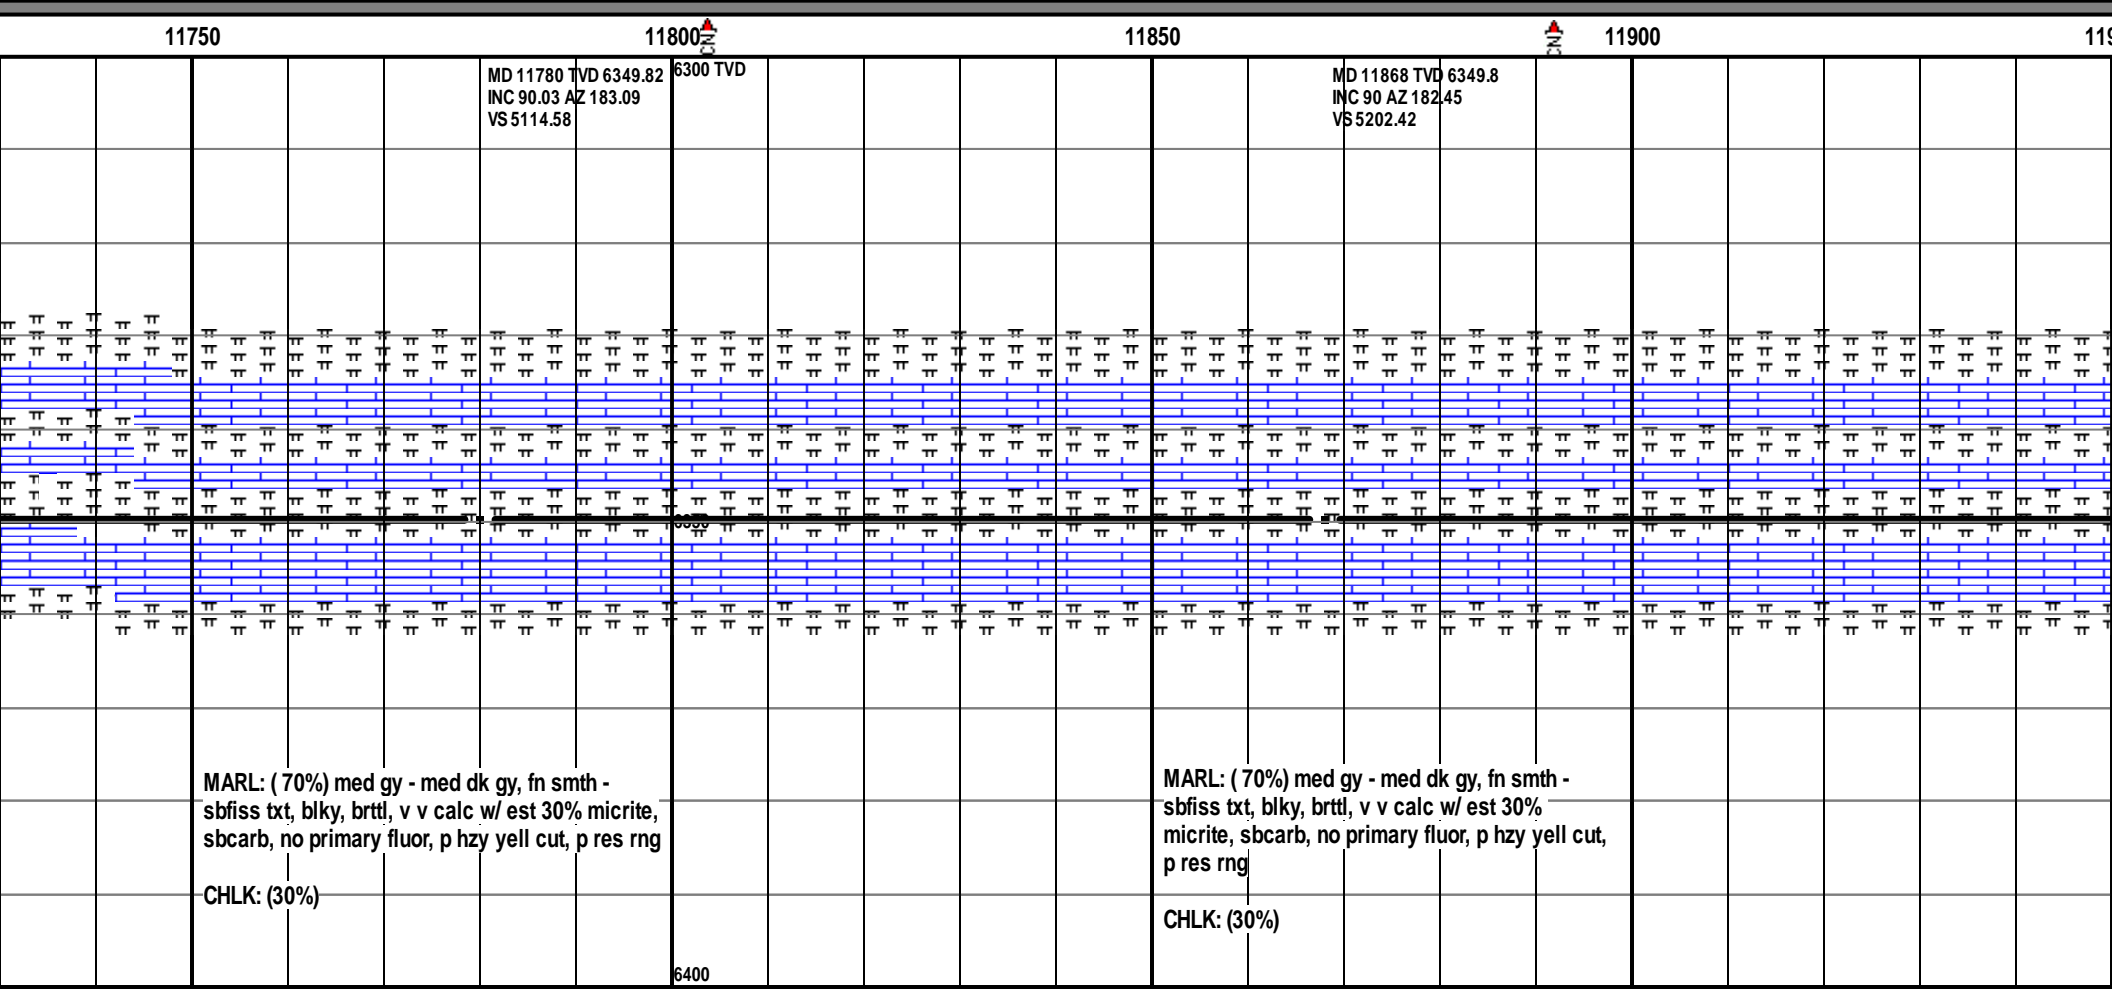 11750
11800
CN
11850
CN
11900
MD 11780 TVD 6349.82
INC 90.03 AZ 183.09
VS 5114.58
6300 TVD
MD 11868 TVD 6349.8
INC 90 AZ 182.45
VS 5202.42
6350
MARL: ( 70%) med gy - med dk gy, fn smth -
sbfiss txt, blky, brttl, v v calc w/ est 30% micrite,
sbcarb, no primary fluor, p hzy yell cut, p res rng
CHLK: (30%)
MARL: ( 70%) med gy - med dk gy, fn smth -
sbfiss txt, blky, brttl, v v calc w/ est 30%
micrite, sbcarb, no primary fluor, p hzy yell cut,
p res rng
CHLK: (30%)
6400